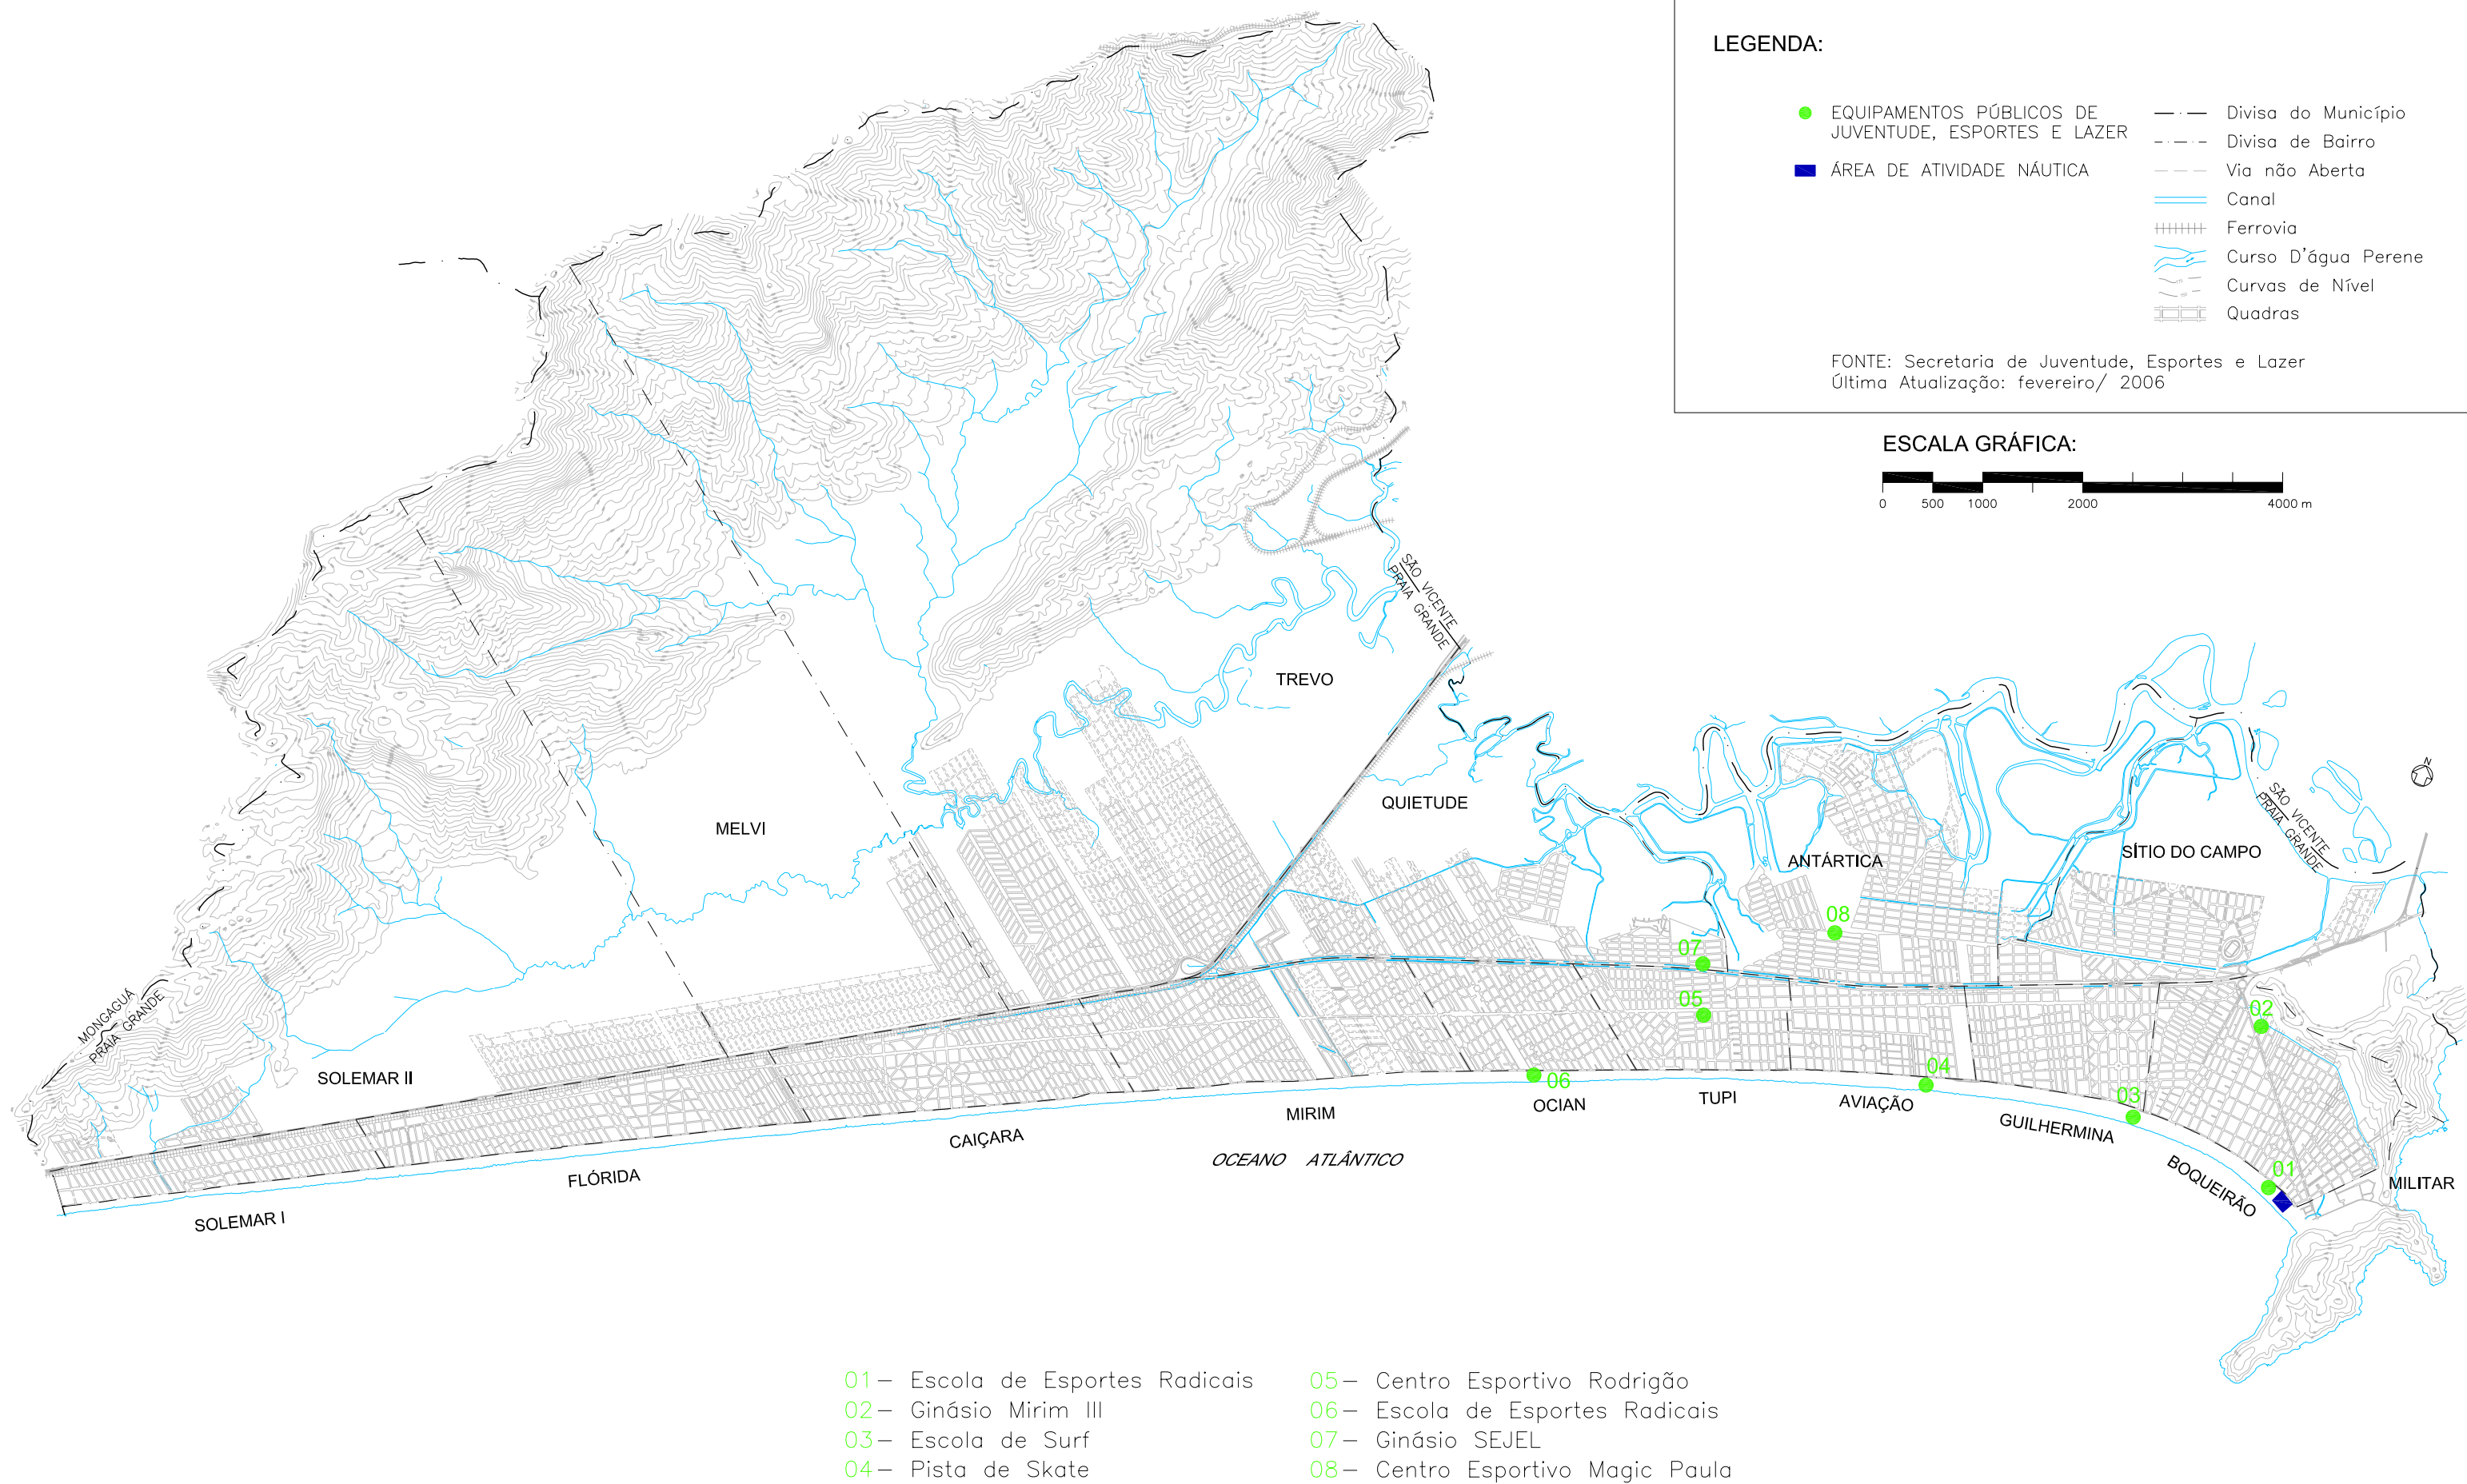 LEGENDA:
EQUIPAMENTOS PÚBLICOS DE
JUVENTUDE, ESPORTES E LAZER
ÁREA DE ATIVIDADE NÁUTICA
Divisa do Município
Divisa de Bairro
Via não Aberta
Canal
Ferrovia
Curso D'água Perene
Curvas de Nível
Quadras
FONTE: Secretaria de Juventude, Esportes e Lazer
Última Atualização: fevereiro/ 2006
ESCALA GRÁFICA:
0 500 1000 2000 4000 m
SÃO VICENTE
PRAIA GRANDE
TREVO
QUIETUDE
MELVI
N
SÃO VICENTE
PRAIA GRANDE
ANTÁRTICA
SÍTIO DO CAMPO
08
07
05
02
MONGAGUÁ
PRAIA GRANDE
SOLEMAR II
04
06
03
OCIAN
TUPI
AVIAÇÃO
MIRIM
GUILHERMINA
CAIÇARA
OCEANO ATLÂNTICO
01
FLÓRIDA
BOQUEIRÃO
MILITAR
SOLEMAR I
01 – Escola de Esportes Radicais
02 – Ginásio Mirim III
03 – Escola de Surf
04 – Pista de Skate
05 – Centro Esportivo Rodrigão
06 – Escola de Esportes Radicais
07 – Ginásio SEJEL
08 – Centro Esportivo Magic Paula